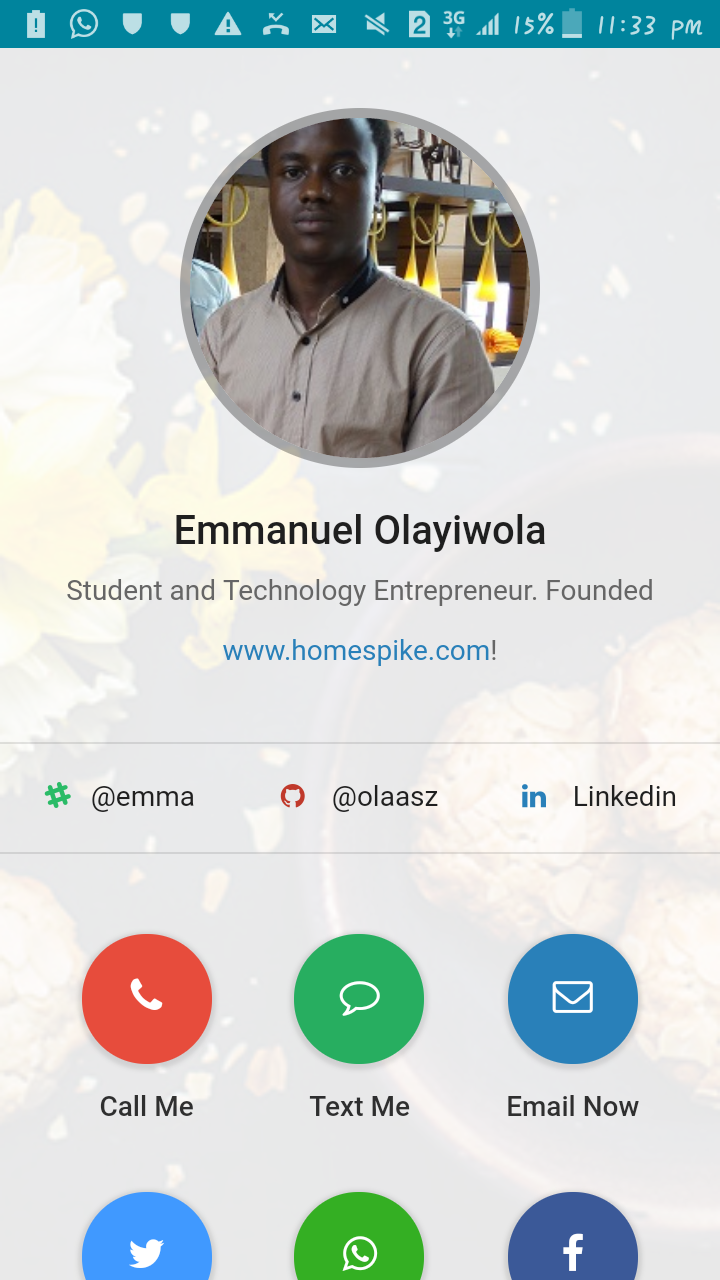 2 3G 15% 11:33 PM
Emmanuel Olayiwola
Student and Technology Entrepreneur. Founded
www.homespike.com!
@emma @olaasz Linkedin
Call Me Text Me Email Now